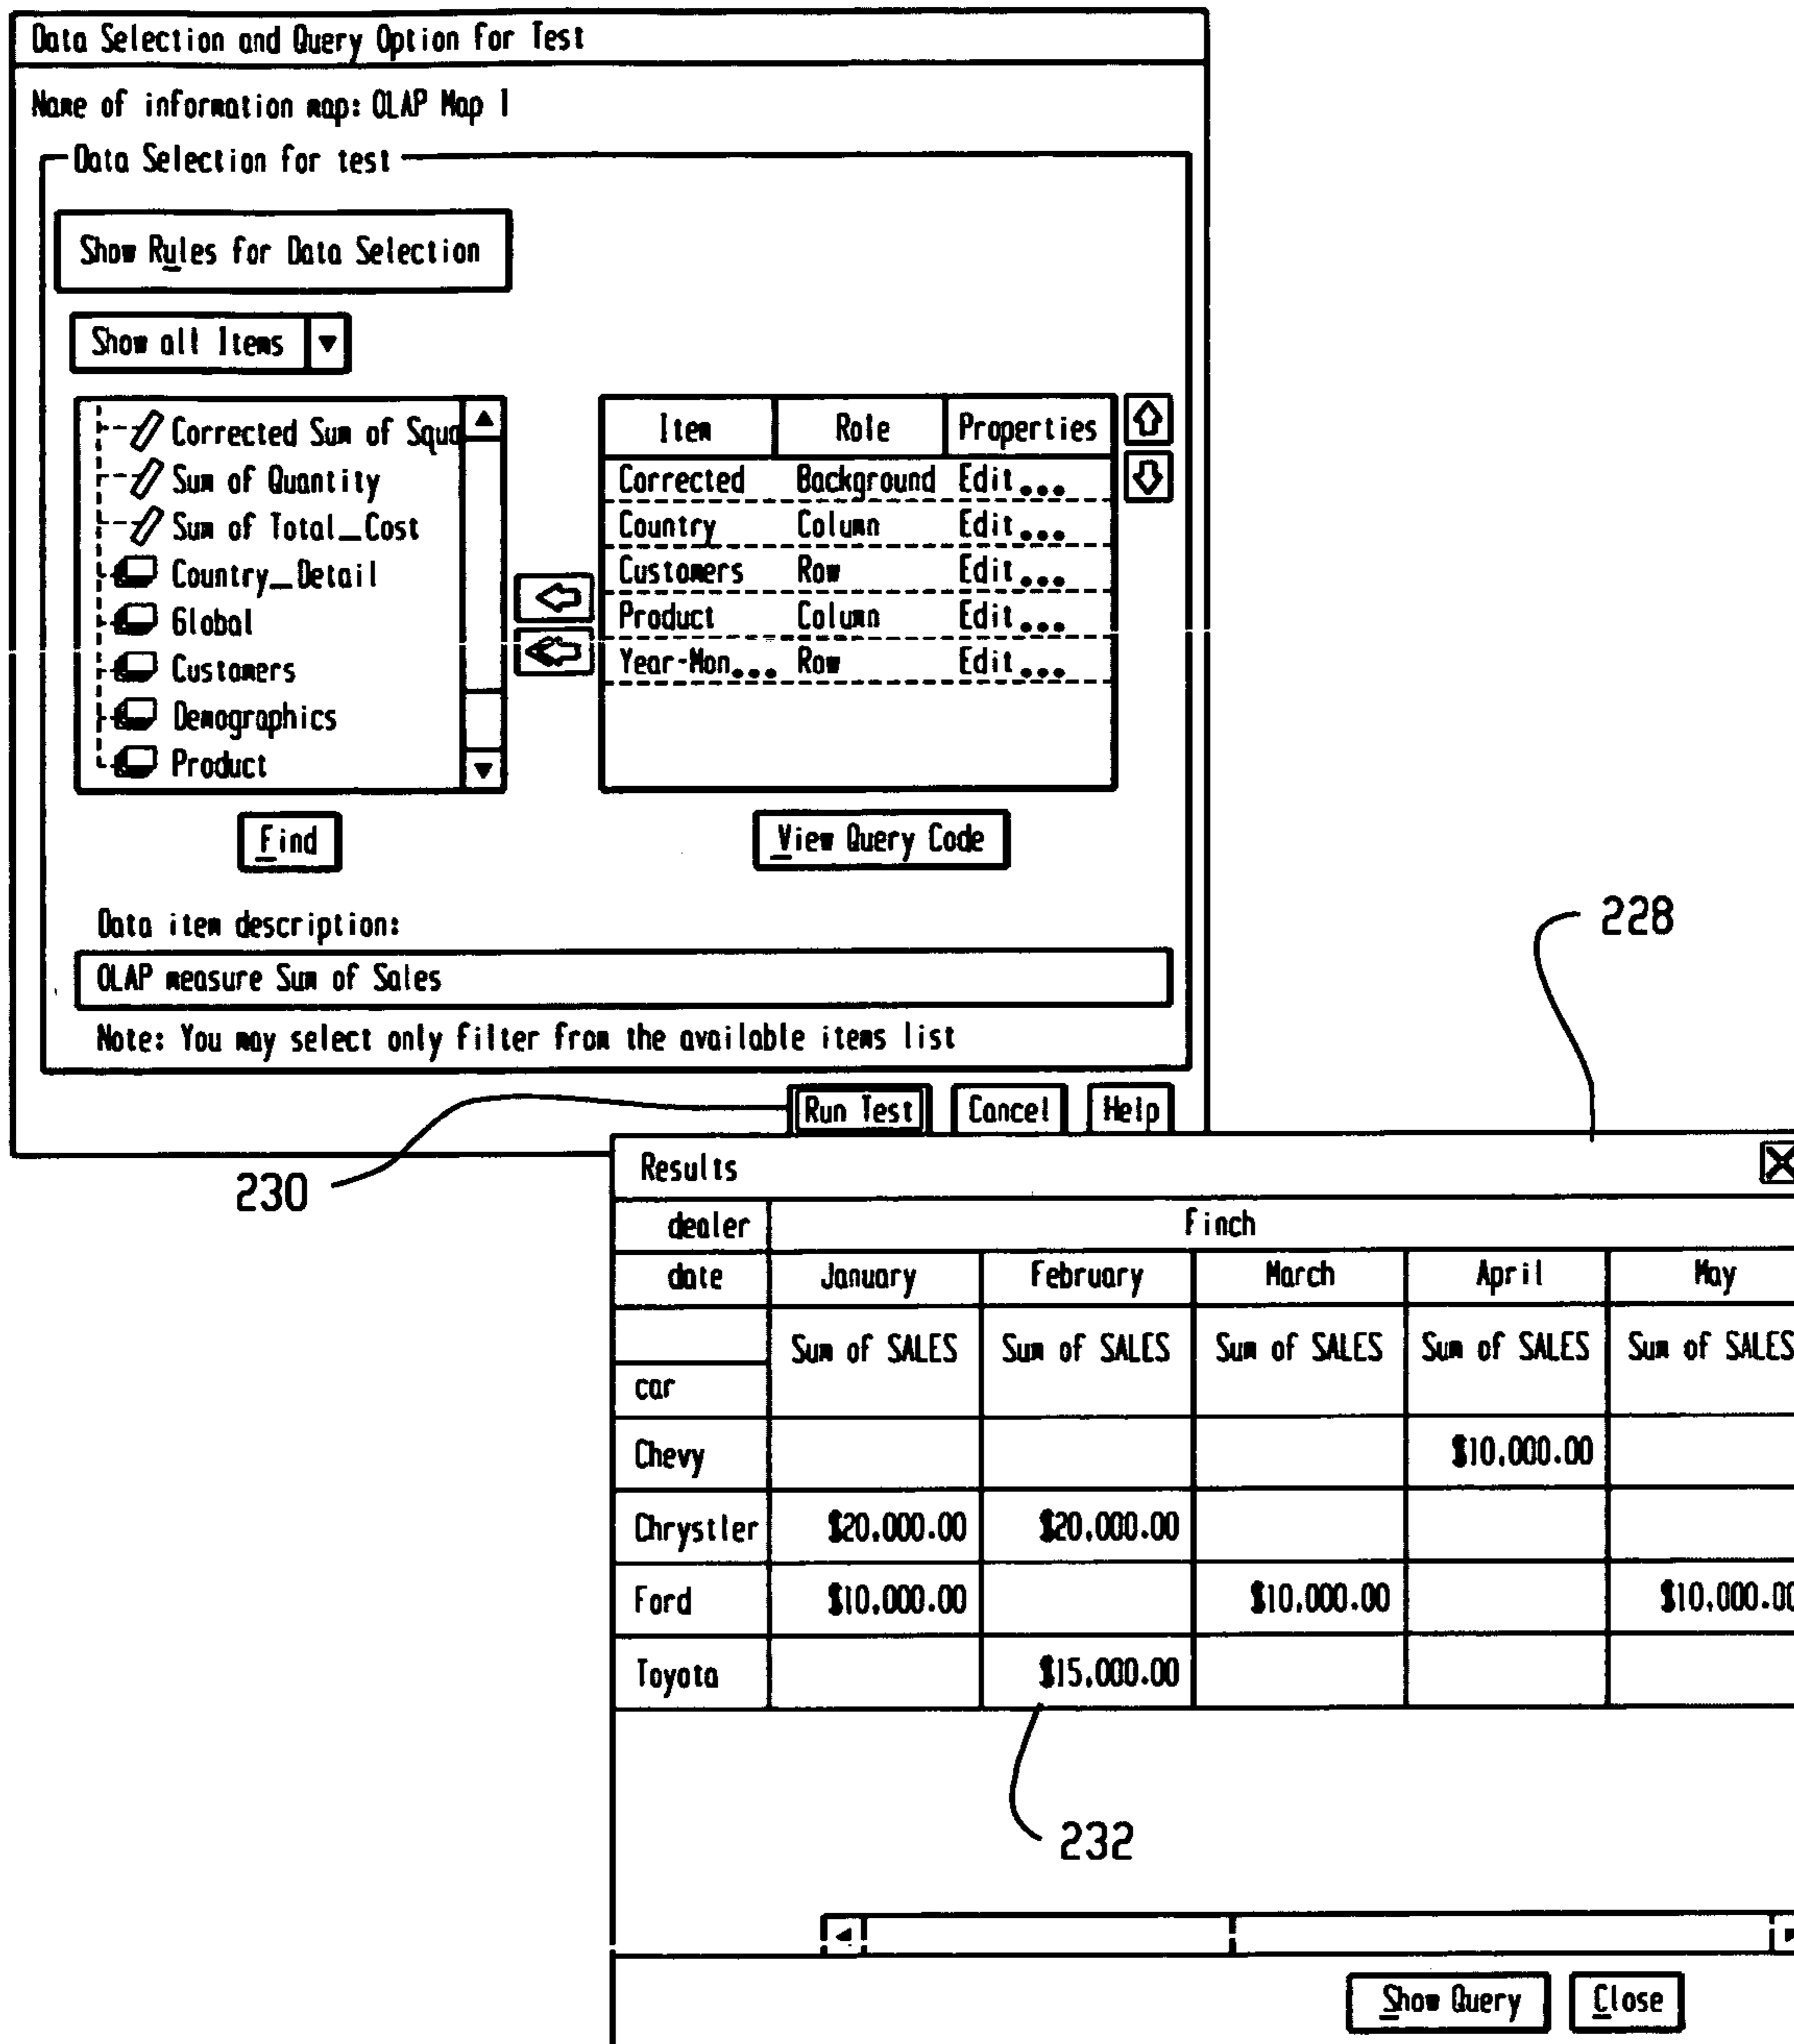 Data Selection and Query Option for Test
Name of information map: OLAP Map 1
Data Selection for test
Show Rules for Data Selection
Show all Items
Corrected Sum of Squa
Sum of Quantity
Sum of Total_Cost
Country_Detail
Global
Customers
Demographics
Product
Item Role Properties
Corrected Background Edit...
Country Column Edit...
Customers Row Edit...
Product Column Edit...
Year-Mon... Row Edit...
Find
View Query Code
Data item description:
OLAP measure Sum of Sales
Note: You may select only filter from the available items list
Run Test Cancel Help
228
230
Results
dealer Finch
date January February March April May
Sum of SALES Sum of SALES Sum of SALES Sum of SALES Sum of SALES
car
Chevy $10,000.00
Chrystler $20,000.00 $20,000.00
Ford $10,000.00 $10,000.00 $10,000.00
Toyota $15,000.00
232
Show Query Close